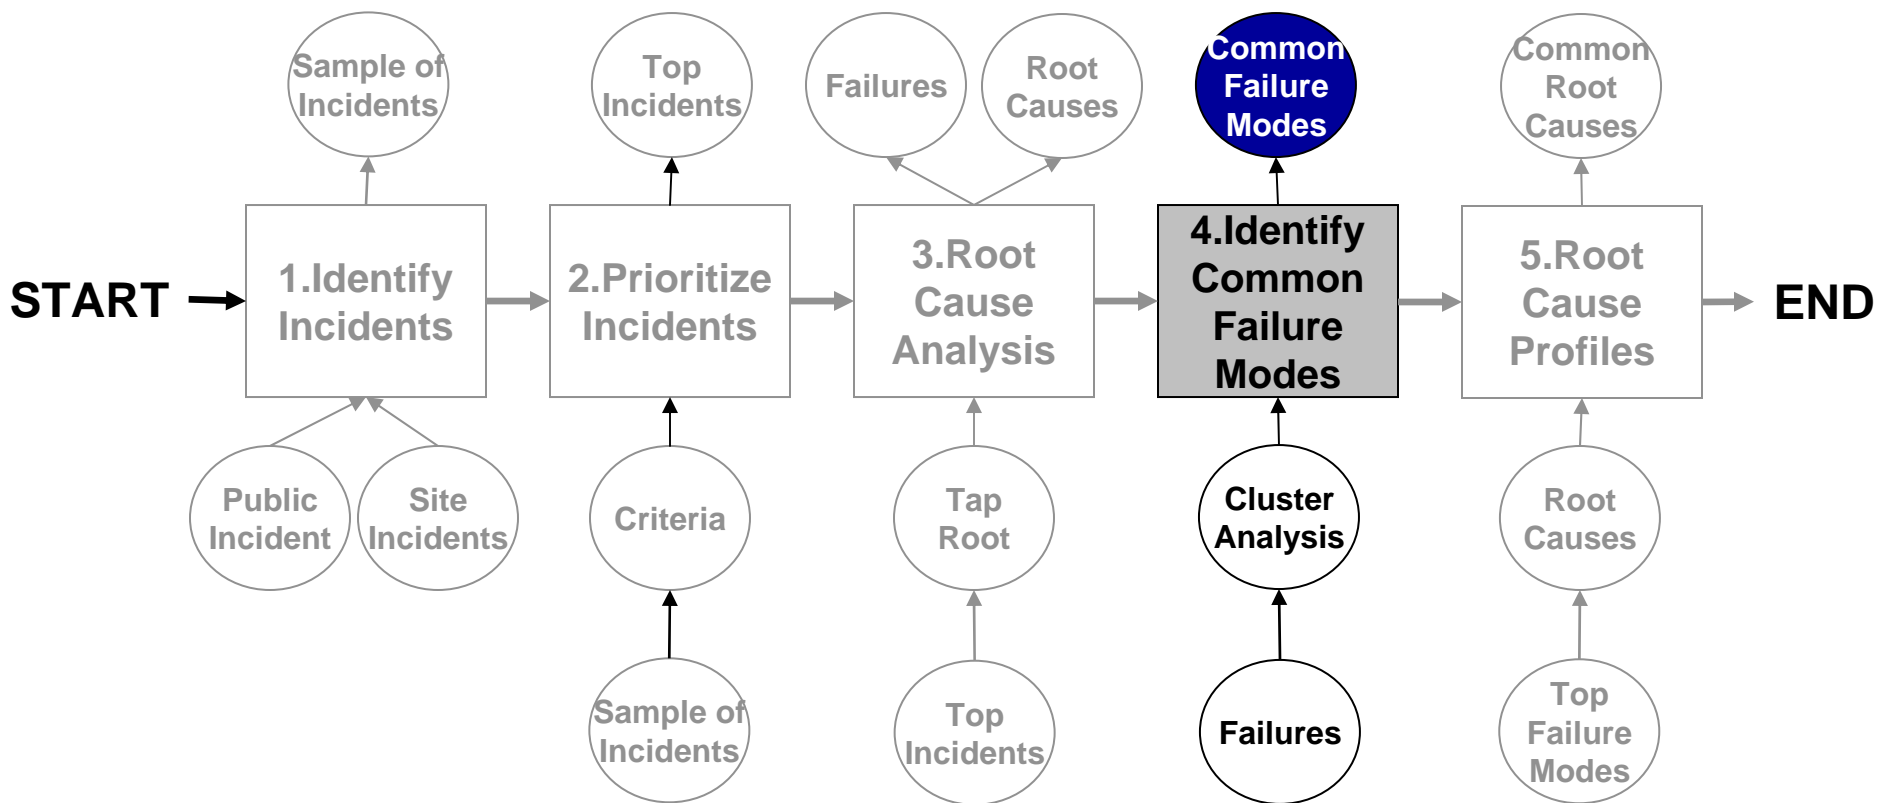 Sample of
Incidents
Top
Incidents
Failures
Root
Causes
Common
Failure
Modes
Common
Root
Causes
START
1.Identify
Incidents
2.Prioritize
Incidents
3.Root
Cause
Analysis
4.Identify
Common
Failure
Modes
5.Root
Cause
Profiles
END
Public
Incident
Site
Incidents
Criteria
Tap
Root
Cluster
Analysis
Root
Causes
Sample of
Incidents
Top
Incidents
Failures
Top
Failure
Modes